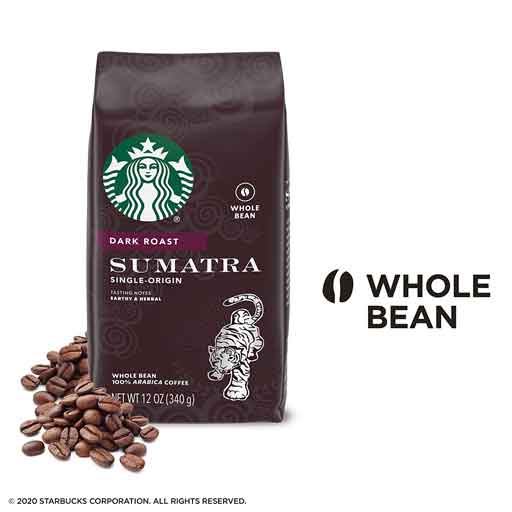 WHOLE
BEAN
DARK ROAST
SUMATRA
SINGLE-ORIGIN
TASTING NOTES
EARTHY & HERBAL
WHOLE BEAN
100% ARABICA COFFEE
NET WT 12 OZ (340g)
WHOLE
BEAN
© 2020 STARBUCKS CORPORATION. ALL RIGHTS RESERVED.